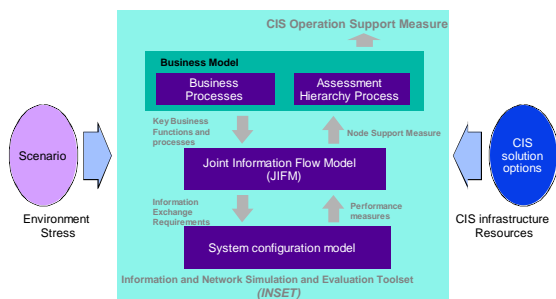 CIS Operation Support Measure
Business Model
Business
Processes
Assessment
Hierarchy Process
Key Business
Functions and
processes
Node Support Measure
Scenario
Joint Information Flow Model
(JIFM)
CIS
solution
options
Environment
Stress
Information
Exchange
Requirements
Performance
measures
CIS infrastructure
Resources
System configuration model
Information and Network Simulation and Evaluation Toolset
(INSET)